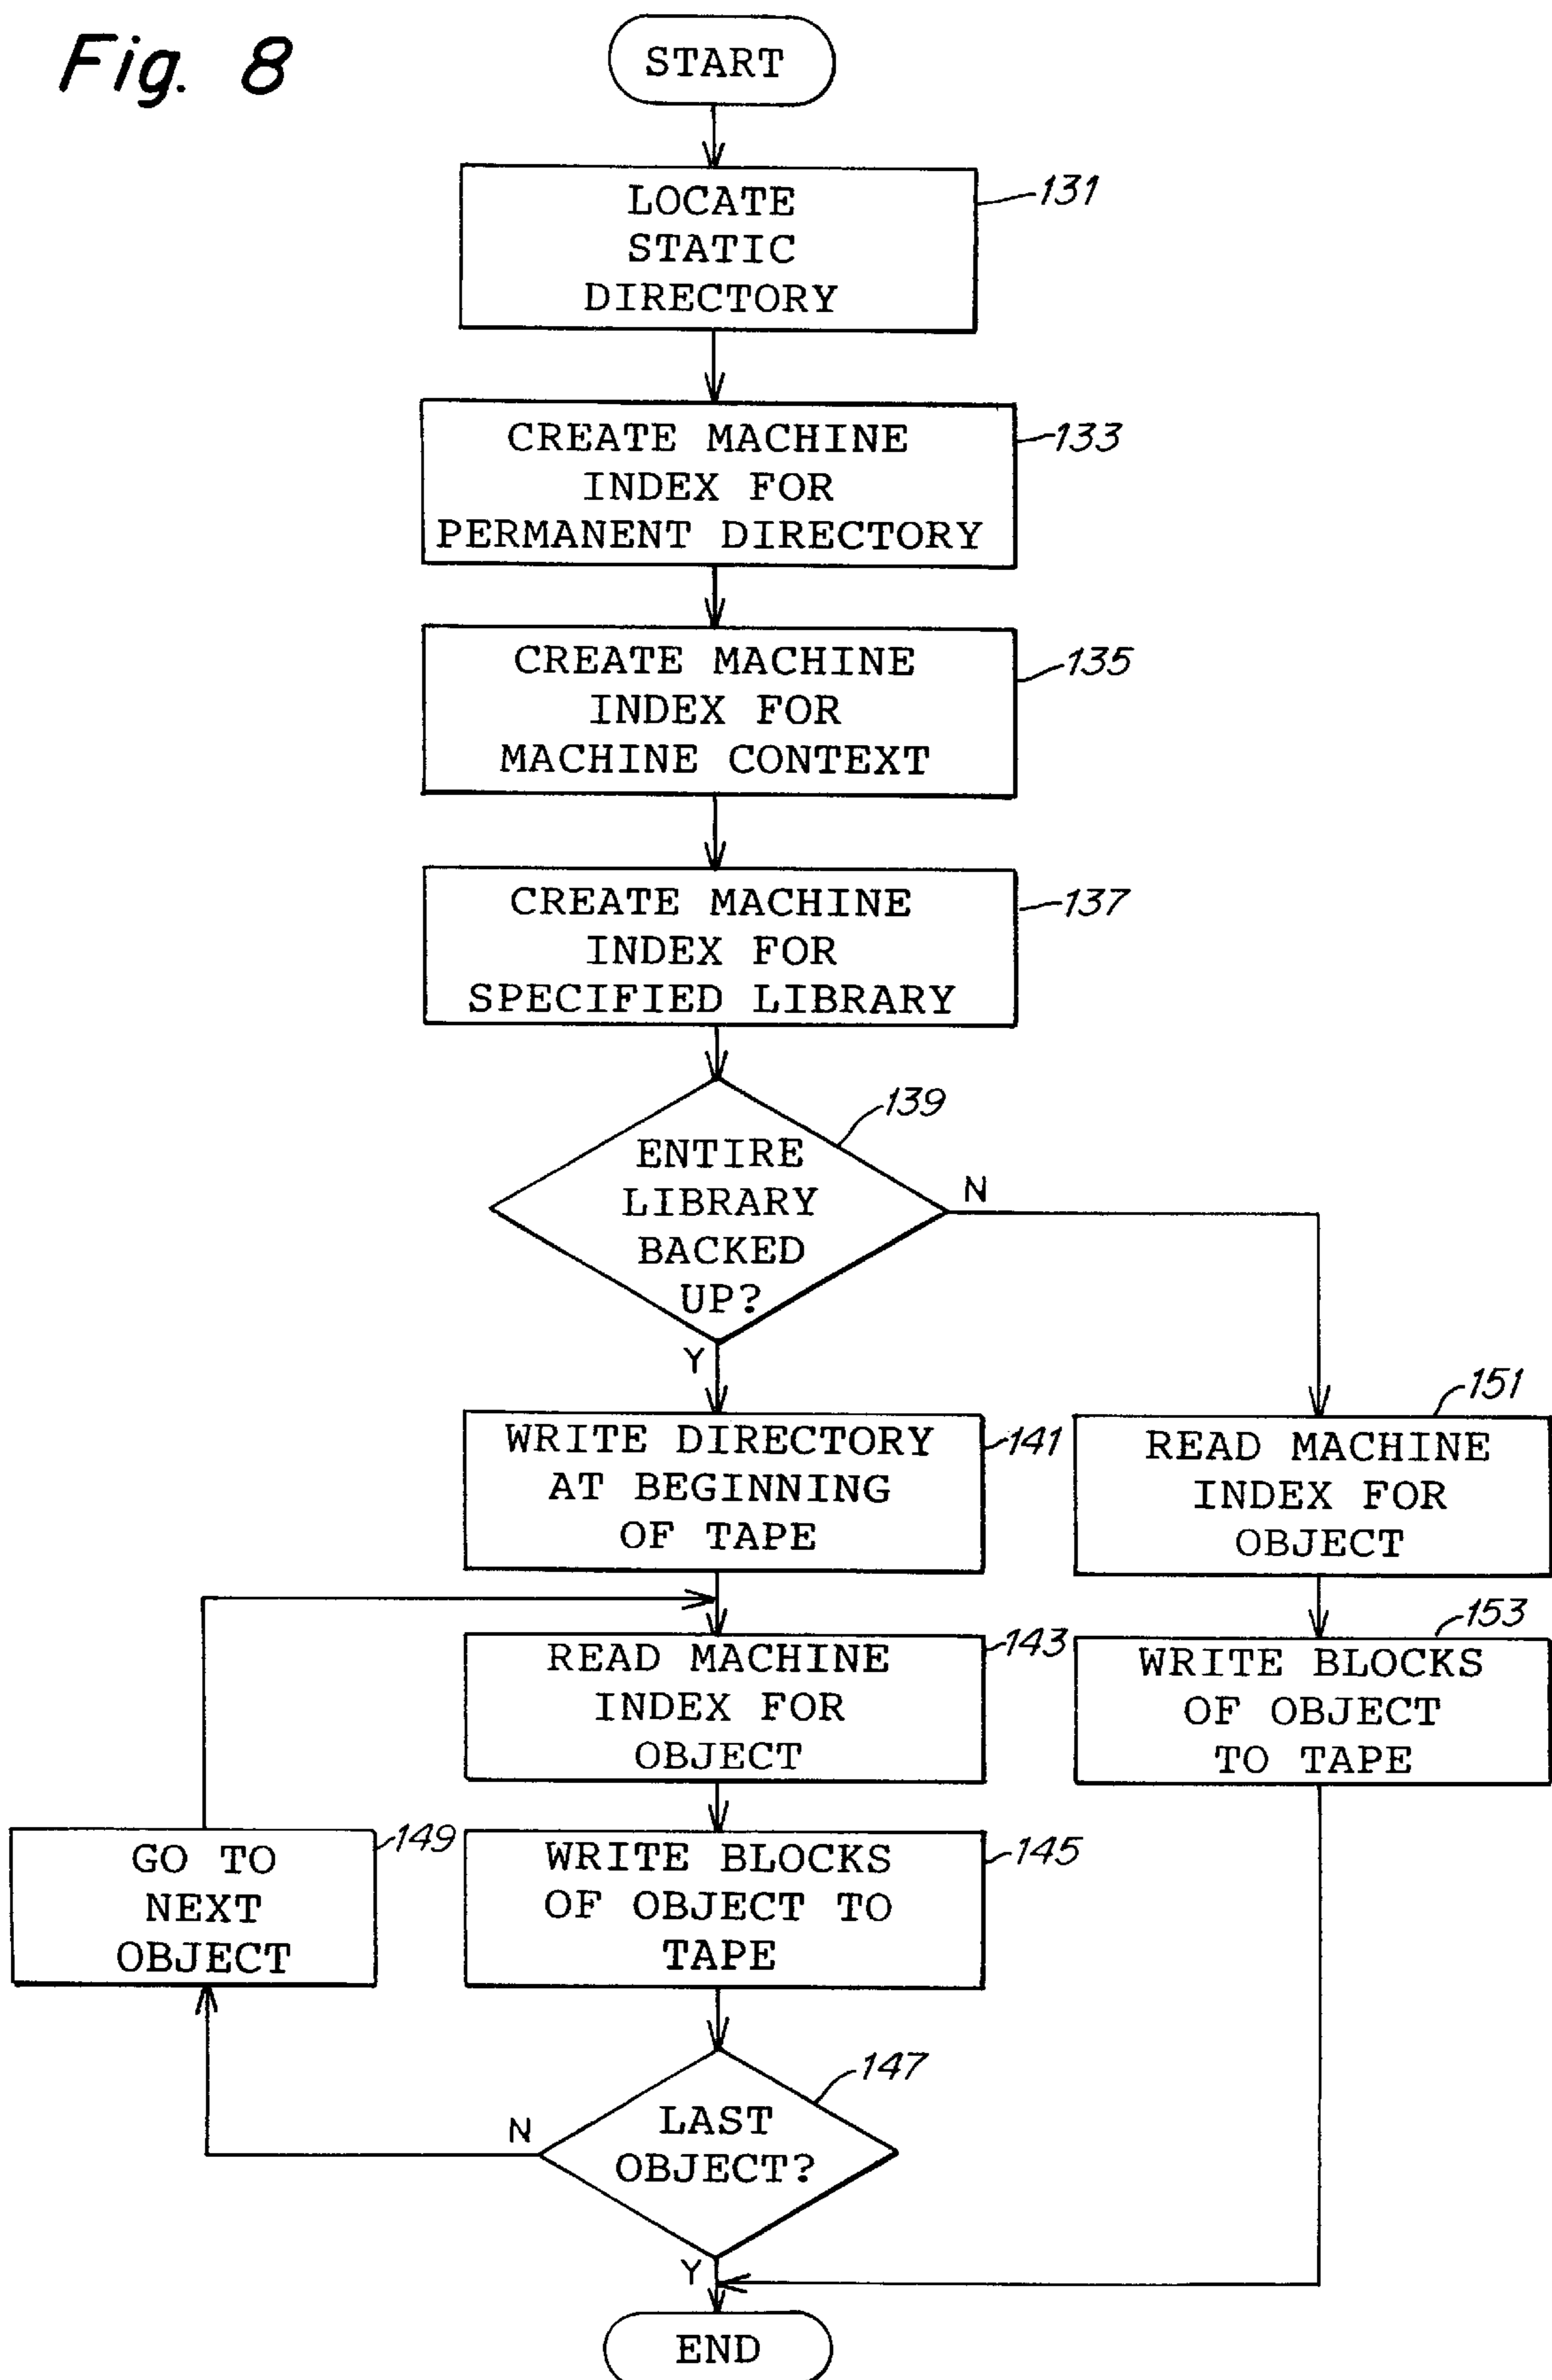 Fig. 8
START
LOCATE
STATIC
DIRECTORY
131
CREATE MACHINE
INDEX FOR
PERMANENT DIRECTORY
133
CREATE MACHINE
INDEX FOR
MACHINE CONTEXT
135
CREATE MACHINE
INDEX FOR
SPECIFIED LIBRARY
137
139
ENTIRE
LIBRARY
BACKED
UP?
N
Y
WRITE DIRECTORY
AT BEGINNING
OF TAPE
141
151
READ MACHINE
INDEX FOR
OBJECT
READ MACHINE
INDEX FOR
OBJECT
143
153
WRITE BLOCKS
OF OBJECT
TO TAPE
GO TO
NEXT
OBJECT
149
WRITE BLOCKS
OF OBJECT TO
TAPE
145
147
LAST
OBJECT?
N
Y
END